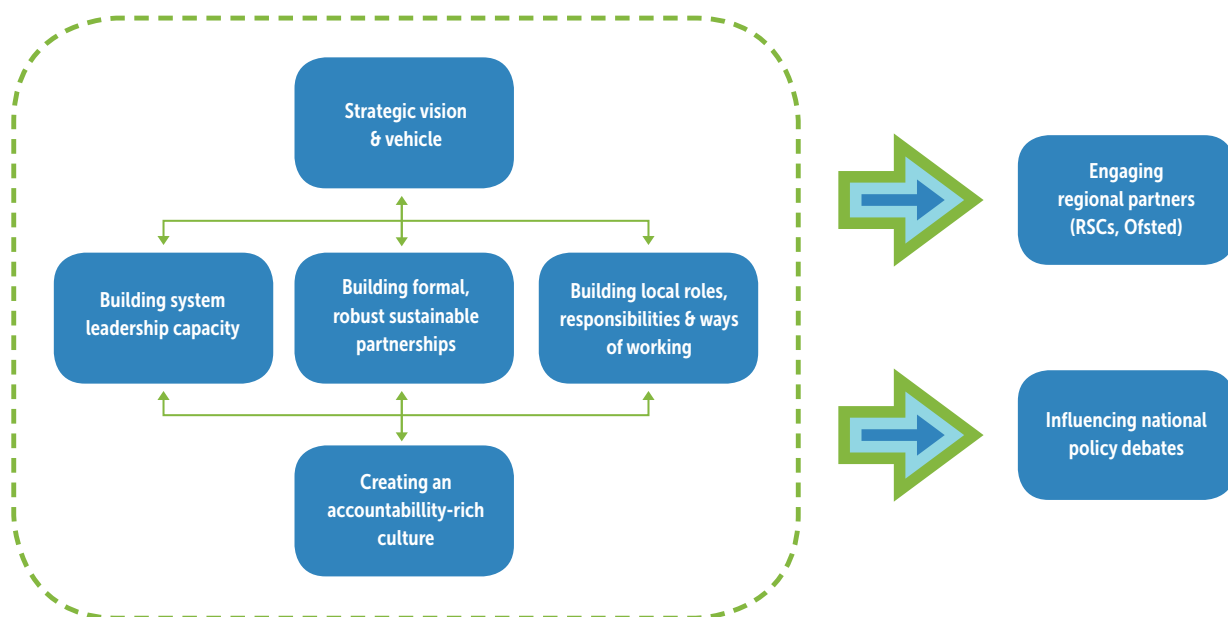 Strategic vision
& vehicle
Building system
leadership capacity
Building formal,
robust sustainable
partnerships
Building local roles,
responsibilities & ways
of working
Creating an
accountabillity-rich
culture
Engaging
regional partners
(RSCs, Ofsted)
Influencing national
policy debates